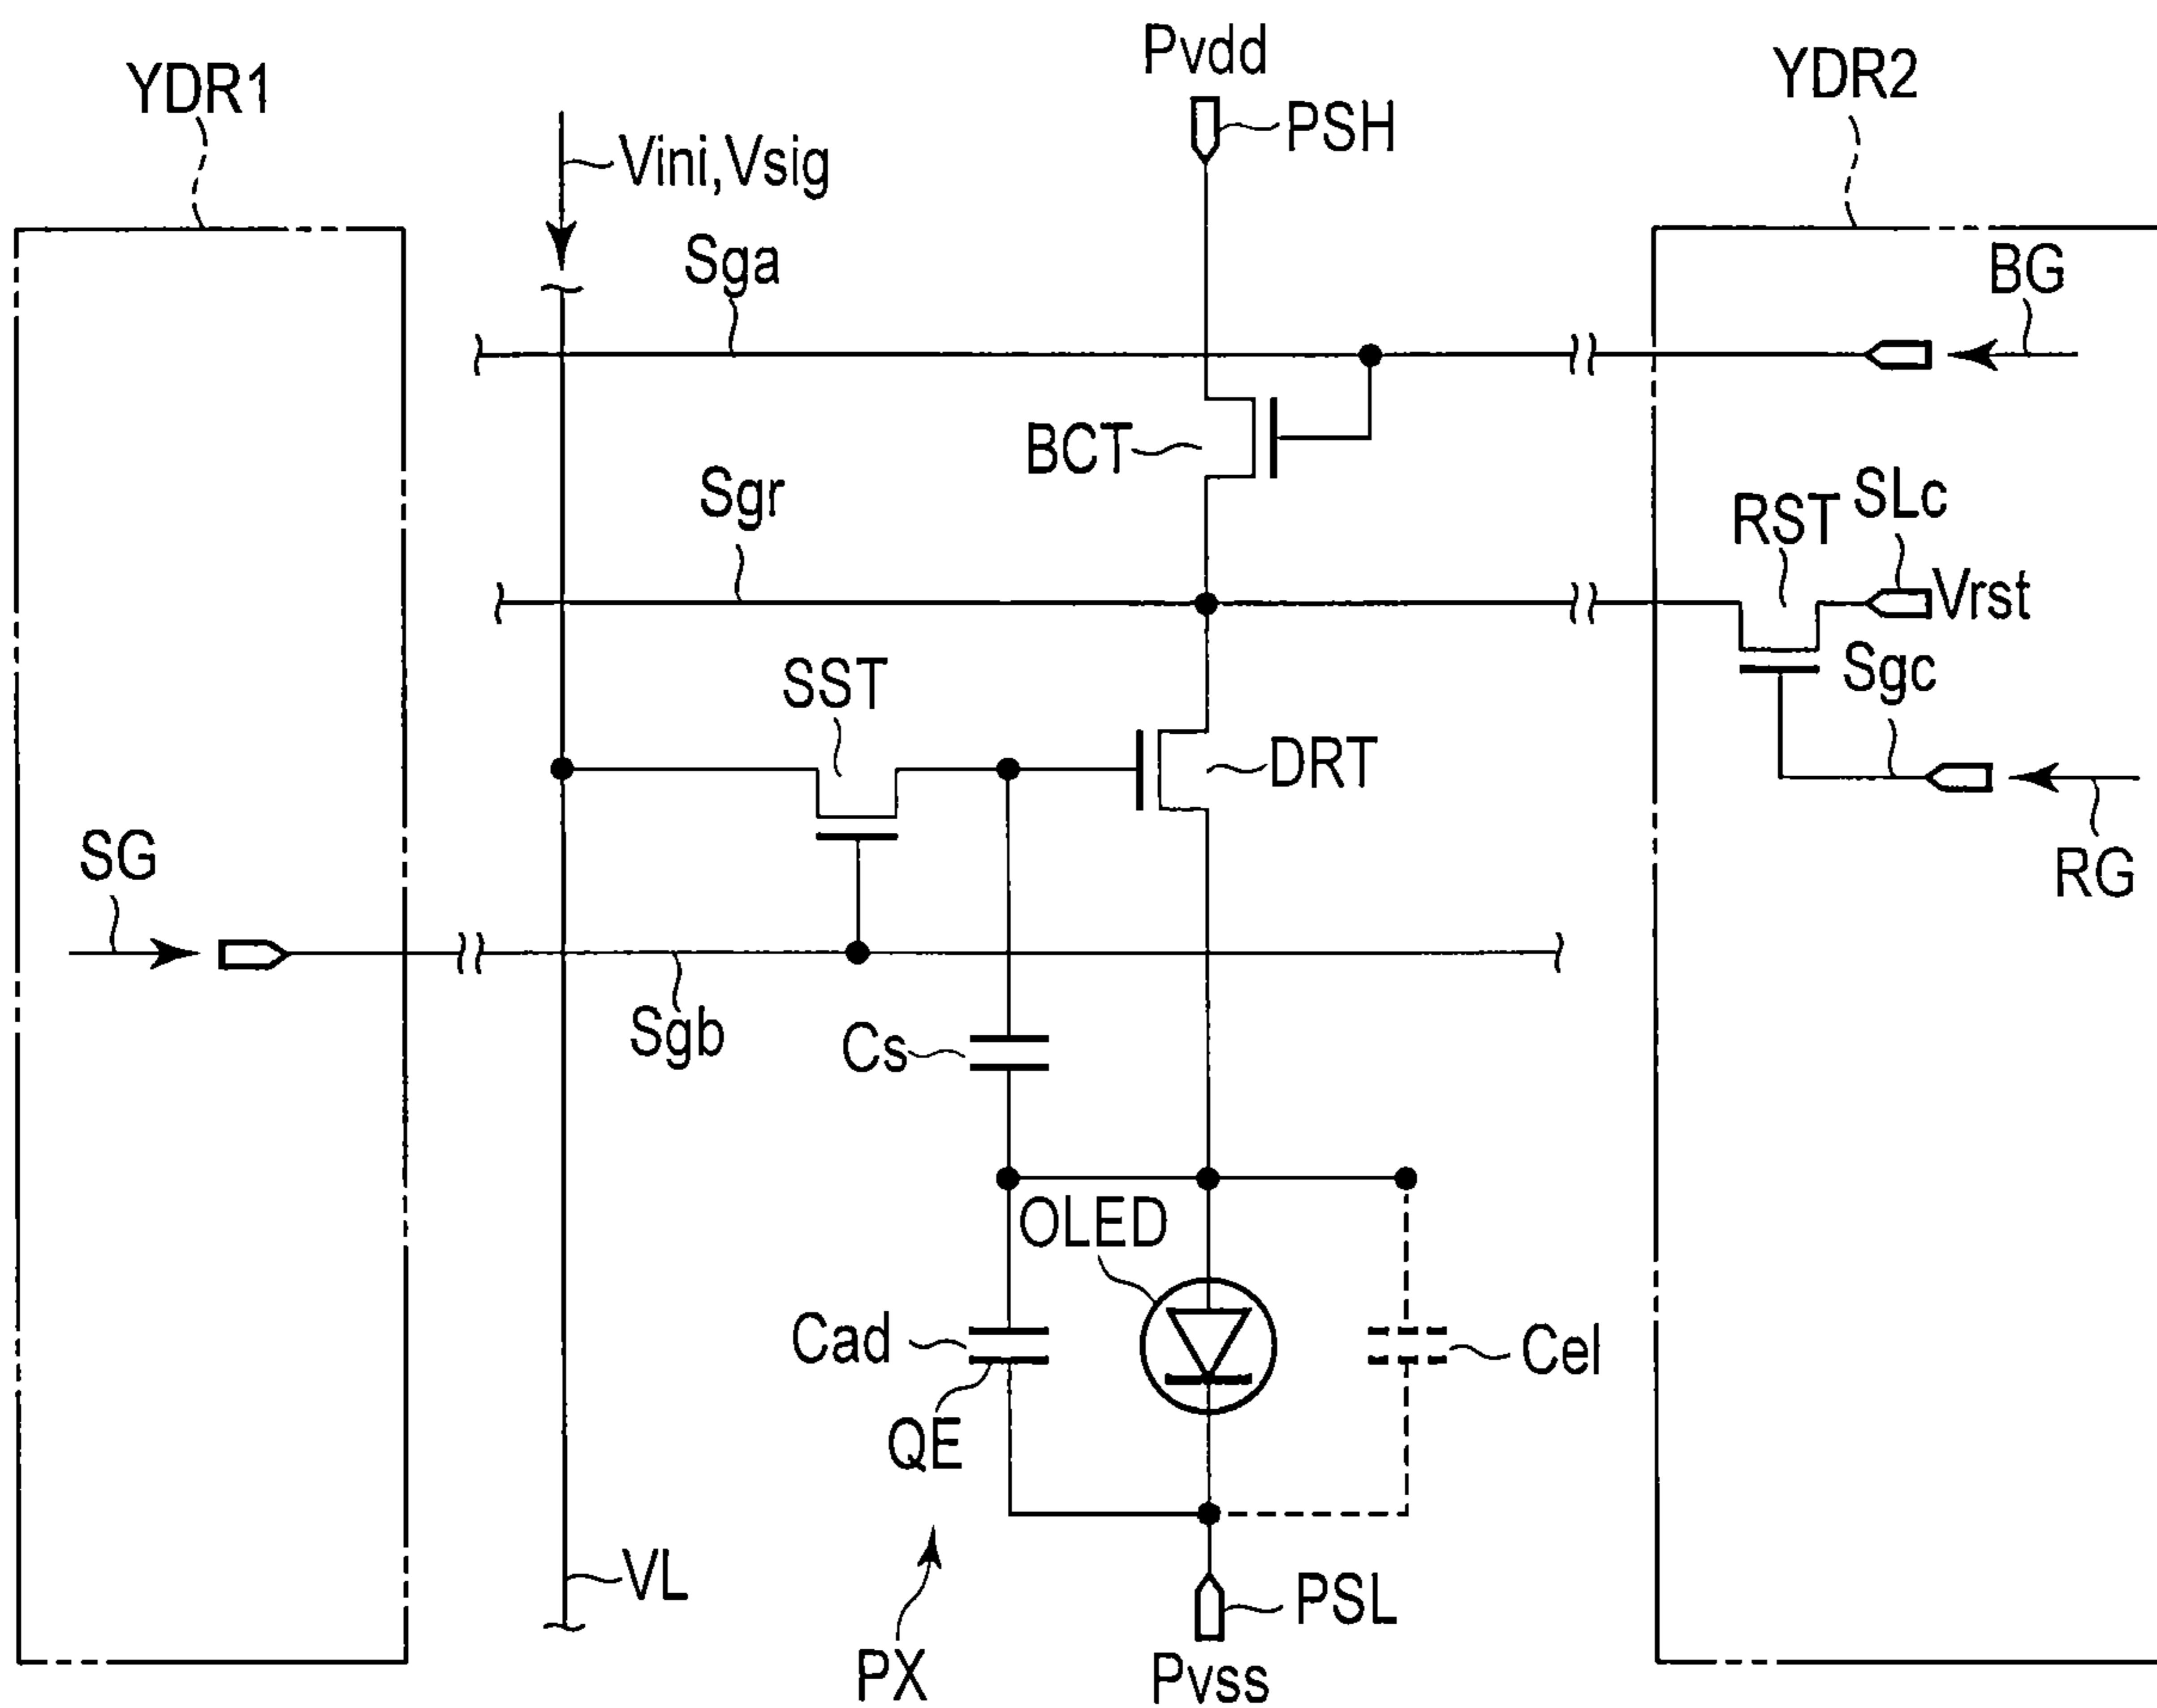 Pvdd
YDR1
YDR2
PSH
Vini,Vsig
Sga
BG
BCT
Sgr
RST
SLc
Vrst
SST
Sgc
DRT
SG
RG
Sgb
Cs
OLED
Cad
Cel
QE
VL
PSL
PX
Pvss